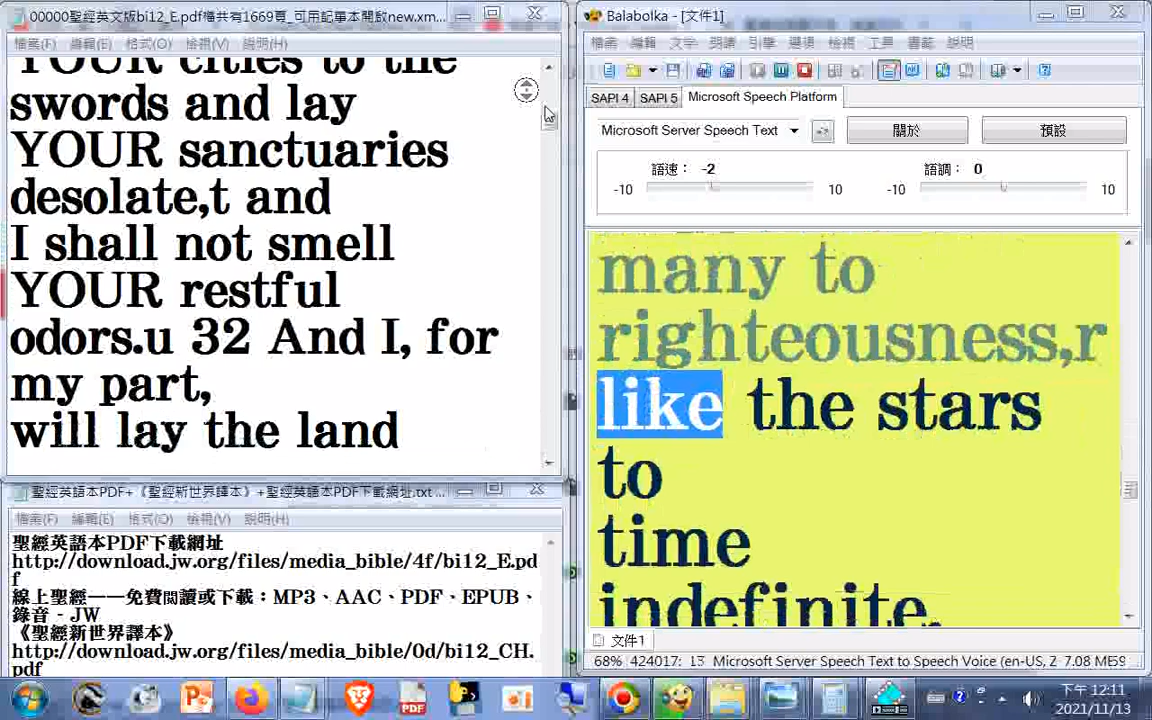 00000聖經英文版bi12_E.pdf檔共有1669頁_可用記事本開啟new.xm...
檔案(F) 編輯(E) 格式(O) 檢視(V) 說明(H)
YOUR cities to the
swords and lay
YOUR sanctuaries
desolate,t and
I shall not smell
YOUR restful
odors.u 32 And I, for
my part,
will lay the land
聖經英語本PDF+《聖經新世界譯本》+聖經英語本PDF下載網址.txt ...
檔案(F) 編輯(E) 格式(O) 檢視(V) 說明(H)
聖經英語本PDF下載網址
http://download.jw.org/files/media_bible/4f/bi12_E.pd
f
線上聖經——免費閱讀或下載：MP3、AAC、PDF、EPUB、
錄音 - JW
《聖經新世界譯本》
http://download.jw.org/files/media_bible/0d/bi12_CH.
pdf
Balabolka - [文件1]
檔案 編輯 文字 朗讀 引擎 選項 檢視 工具 書籤 說明
SAPI 4 SAPI 5 Microsoft Speech Platform
Microsoft Server Speech Text 關於 預設
語速： -2 語調： 0
-10 10 -10 10
many to
righteousness,r
like the stars
to
time
indefinite.
文件1
68% 424017: 13 Microsoft Server Speech Text to Speech Voice (en-US, Z 7.08 МБ
下午 12:11
2021/11/13